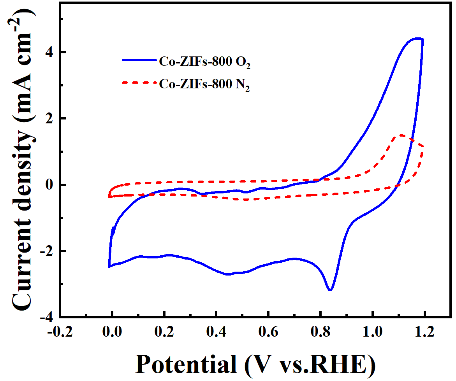 Current density (mA cm-2)
4
2
0
-2
-4
Co-ZIFs-800 O2
Co-ZIFs-800 N2
-0.2 0.0 0.2 0.4 0.6 0.8 1.0 1.2
Potential (V vs.RHE)